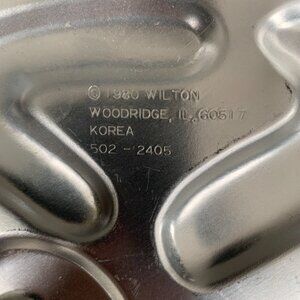 © 1980 WILTON
WOODRIDGE, IL 60517
KOREA
502 - 2405